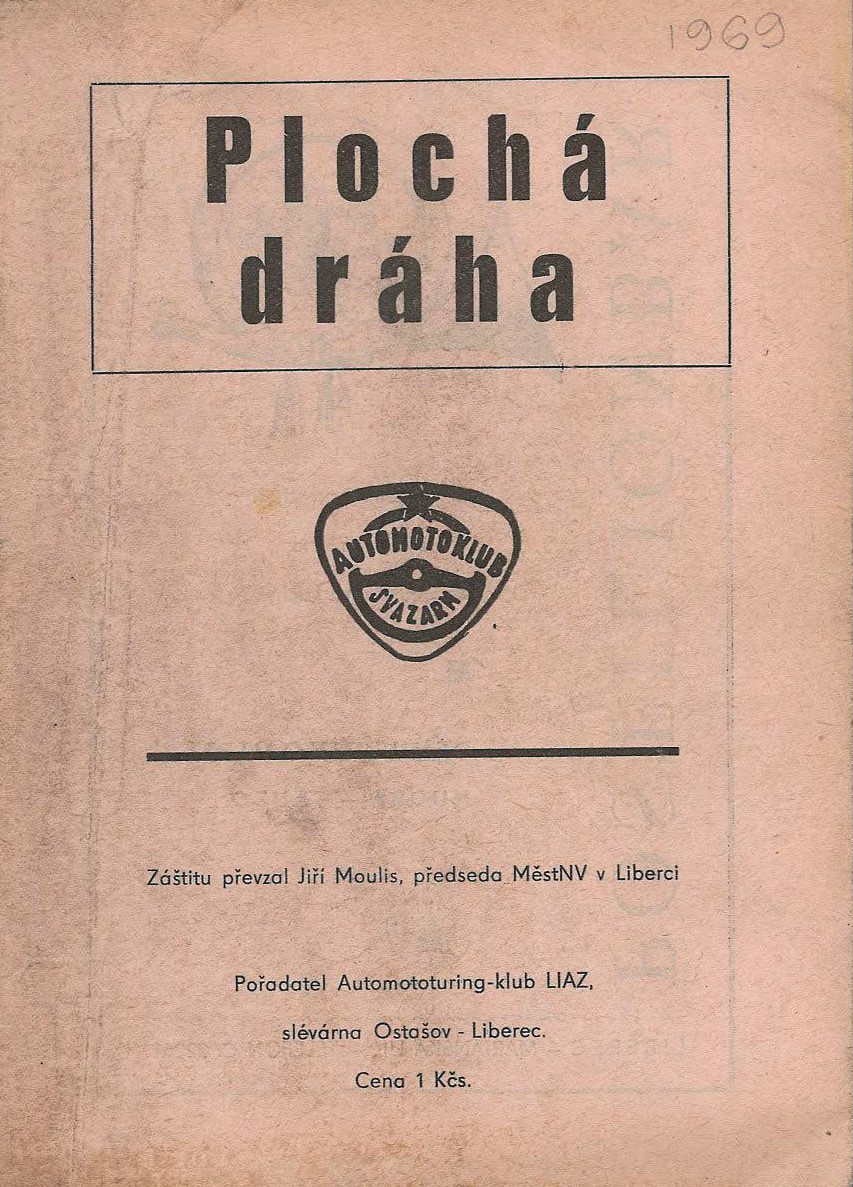 1969
Plochá
dráha
AUTOMOTOKLUB
SVAZARM
Záštitu převzal Jiří Moulis, předseda MěstNV v Liberci
Pořadatel Automototuring-klub LIAZ,
slévárna Ostašov - Liberec.
Cena 1 Kčs.